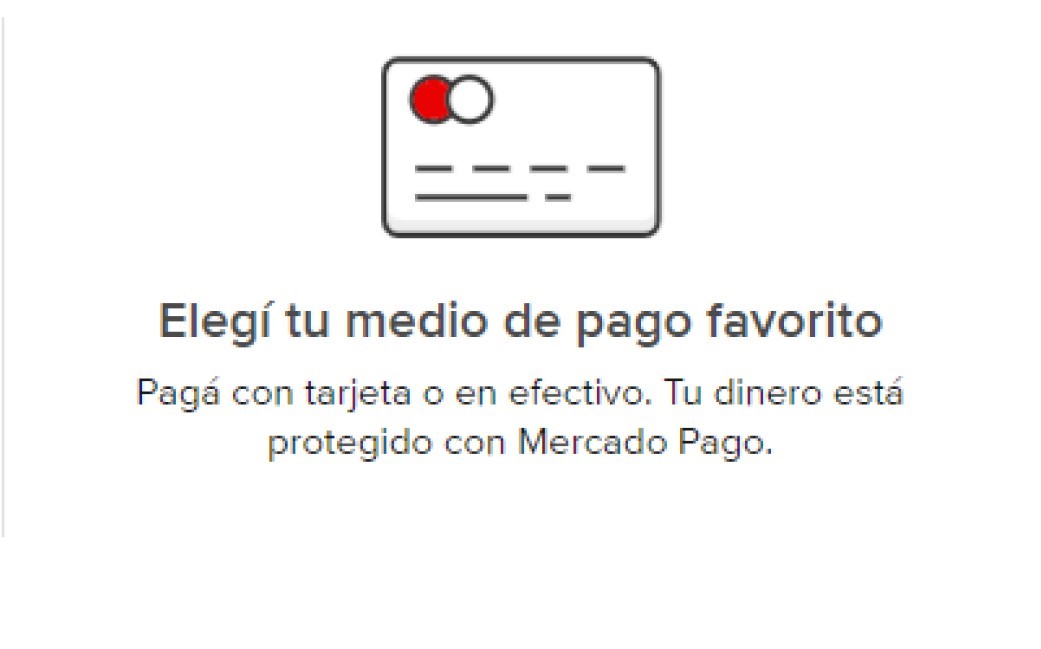 Elegí tu medio de pago favorito
Pagá con tarjeta o en efectivo. Tu dinero está
protegido con Mercado Pago.